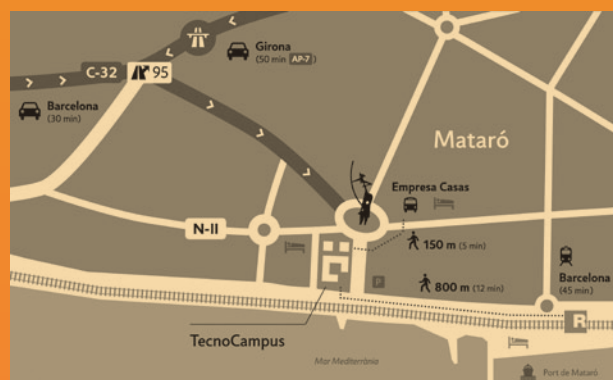 Girona
(50 min AP-7)
C-32
95
Barcelona
(30 min)
Mataró
Empresa Casas
N-II
150 m (5 min)
Barcelona
(45 min)
P
800 m (12 min)
R
TecnoCampus
Mar Mediterrània
Port de Mataró